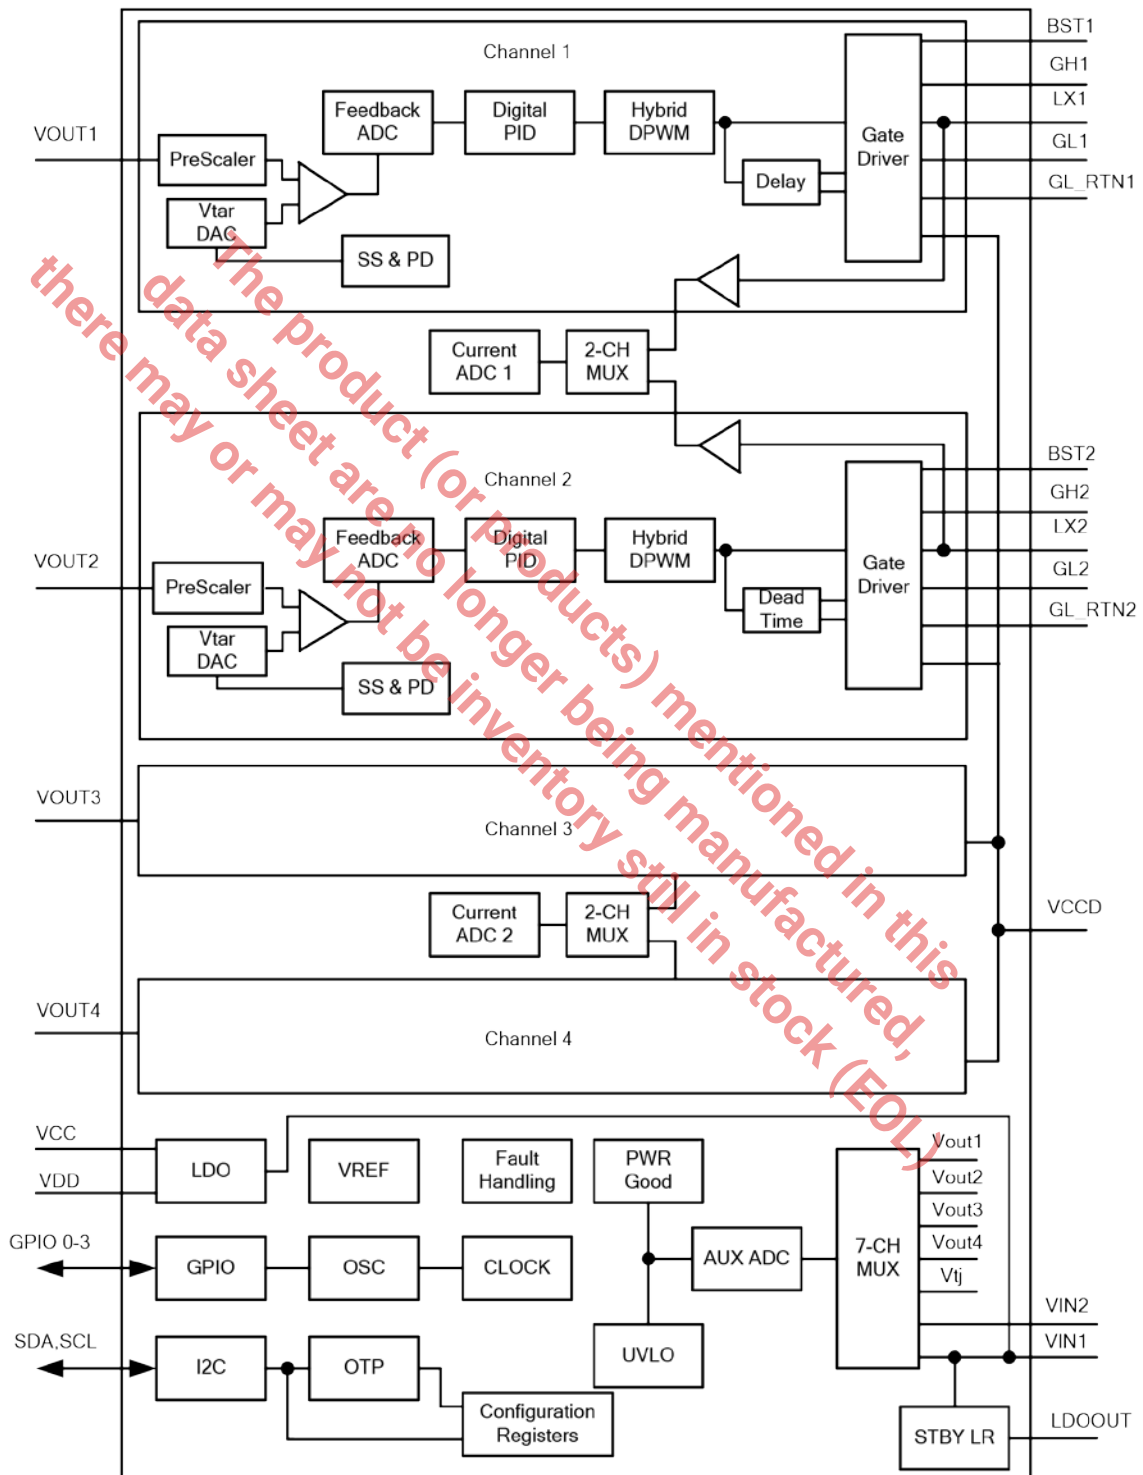 Channel 1
BST1
GH1
LX1
GL1
GL_RTN1
VOUT1
PreScaler
Vtar
DAC
Feedback
ADC
Digital
PID
Hybrid
DPWM
Delay
Gate
Driver
SS & PD
Current
ADC 1
2-CH
MUX
Channel 2
BST2
GH2
LX2
GL2
GL_RTN2
VOUT2
PreScaler
Vtar
DAC
Feedback
ADC
Digital
PID
Hybrid
DPWM
Dead
Time
Gate
Driver
SS & PD
VOUT3
Channel 3
Current
ADC 2
2-CH
MUX
VCCD
VOUT4
Channel 4
VCC
VDD
LDO
VREF
Fault
Handling
PWR
Good
GPIO 0-3
GPIO
OSC
CLOCK
AUX ADC
7-CH
MUX
Vout1
Vout2
Vout3
Vout4
Vtj
VIN2
VIN1
SDA,SCL
I2C
OTP
UVLO
Configuration
Registers
STBY LR
LDOOUT
The product (or products) mentioned in this
data sheet are no longer being manufactured,
there may or may not be inventory still in stock (EOL)